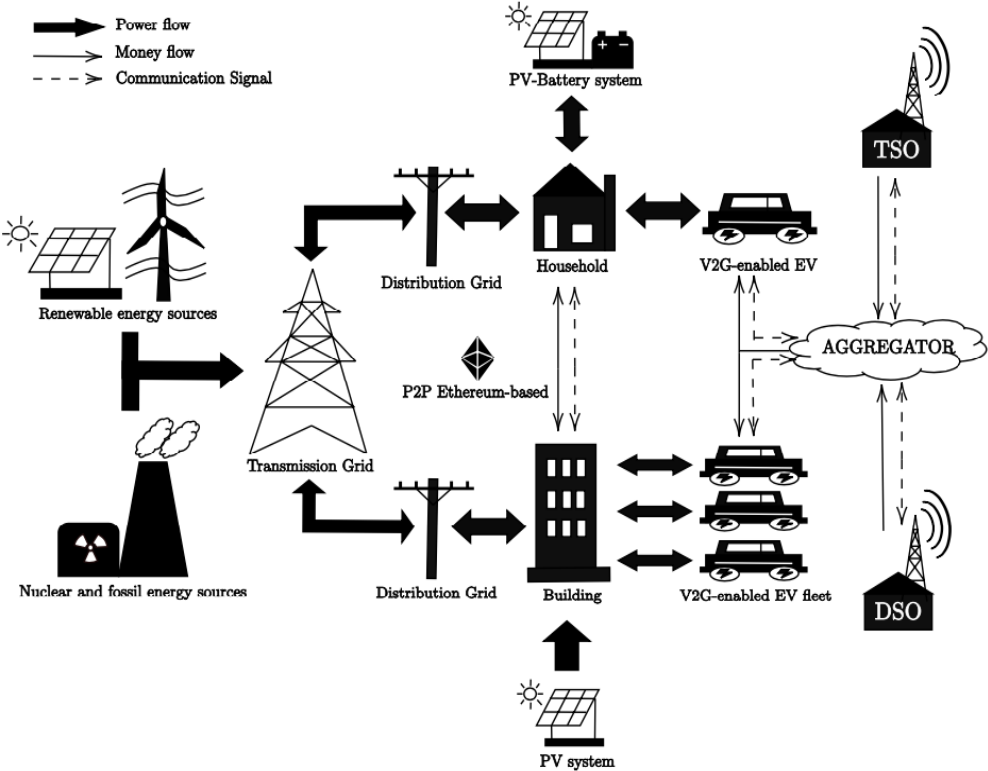 Power flow
Money flow
Communication Signal
PV-Battery system
TSO
Distribution Grid
Household
V2G-enabled EV
Renewable energy sources
AGGREGATOR
P2P Ethereum-based
Transmission Grid
Nuclear and fossil energy sources
Distribution Grid
Building
V2G-enabled EV fleet
DSO
PV system